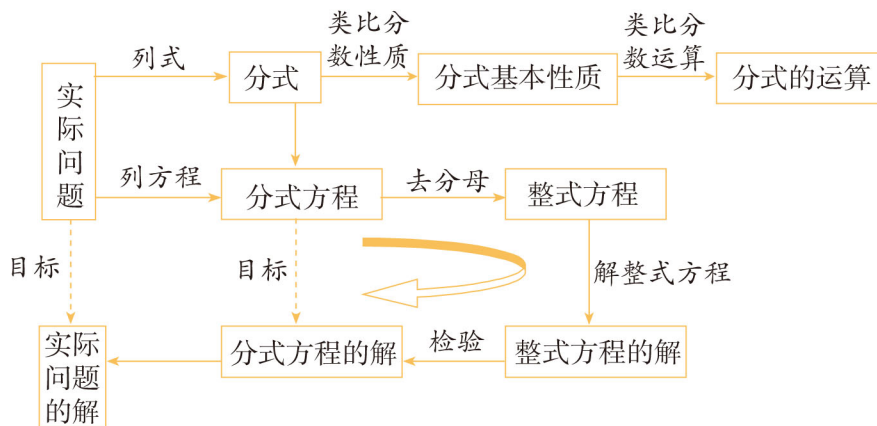 列式
类比分
数性质
类比分
数运算
实
际
问
题
分式
分式基本性质
分式的运算
列方程
分式方程
去分母
整式方程
目标
目标
解整式方程
实际
问题
的解
分式方程的解
检验
整式方程的解